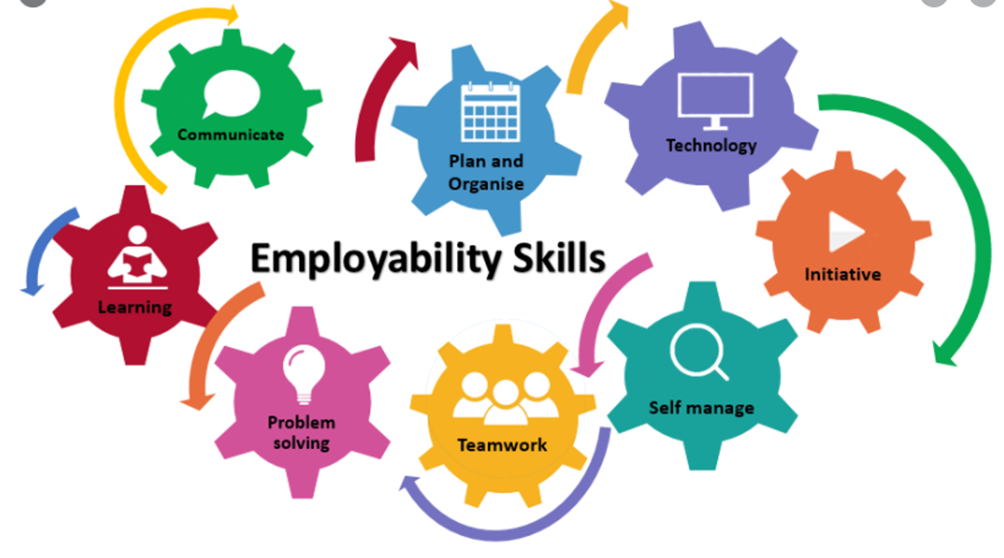 Communicate
Plan and
Organise
Technology
Initiative
Employability Skills
Learning
Problem
solving
Teamwork
Self manage